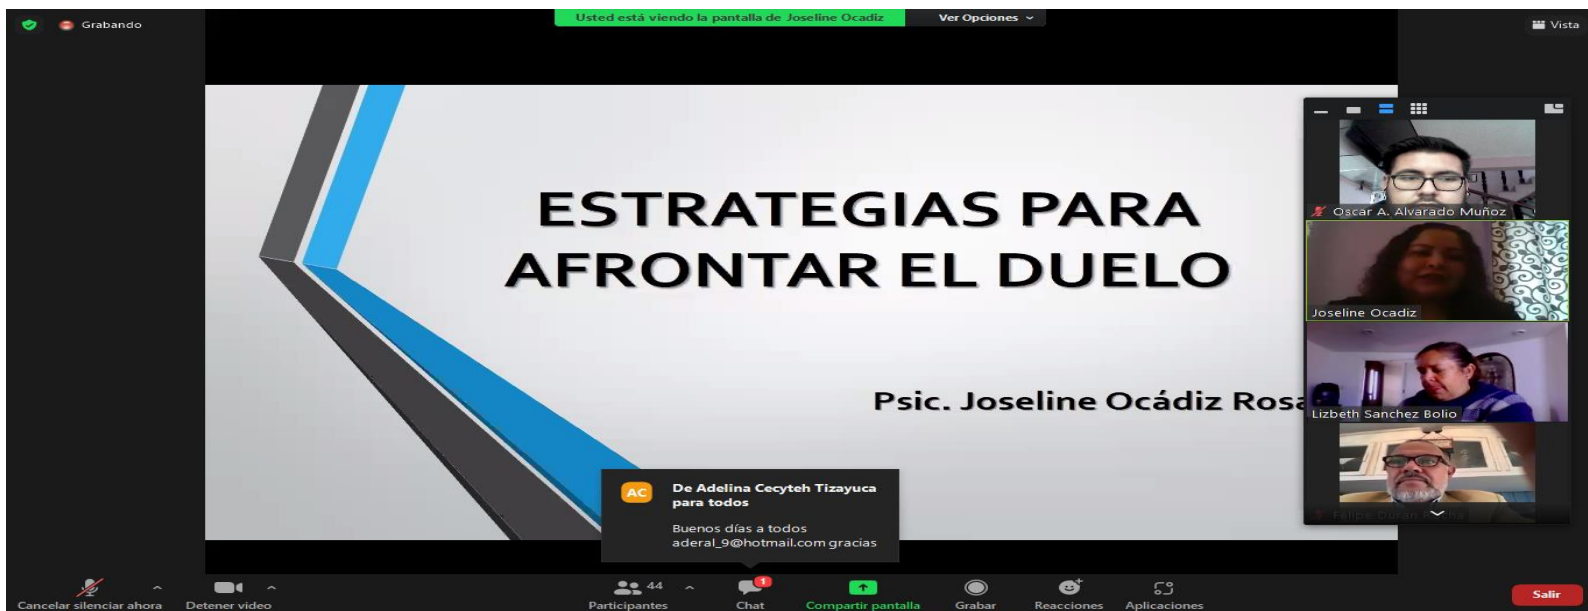 Grabando
Usted está viendo la pantalla de Joseline Ocadiz
Ver Opciones
Vista
ESTRATEGIAS PARA
AFRONTAR EL DUELO
Psic. Joseline Ocádiz
Oscar A. Alvarado Muñoz
Joseline Ocadiz
Lizbeth Sanchez Bolio
Felipe Duran
AC
De Adelina Cecyteh Tizayuca
para todos
Buenos días a todos
aderal_9@hotmail.com gracias
Cancelar silenciar ahora
Detener video
44
Participantes
1
Chat
Compartir pantalla
Grabar
Reacciones
Aplicaciones
Salir